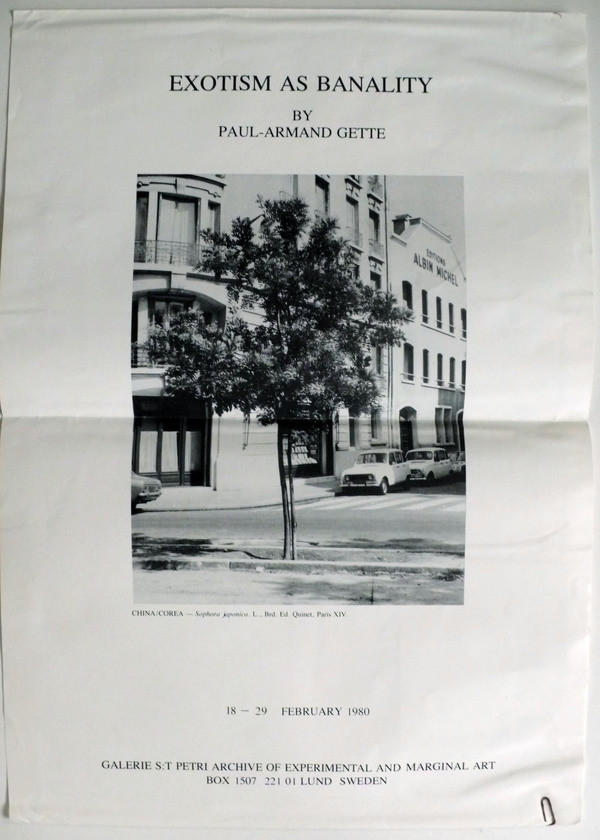 EXOTISM AS BANALITY
BY
PAUL-ARMAND GETTE
EDITIONS
ALBIN MICHEL
CHINA/COREA — Sophora japonica. L., Brd. Ed. Quinet, Paris XIV.
18 — 29 FEBRUARY 1980
GALERIE S:T PETRI ARCHIVE OF EXPERIMENTAL AND MARGINAL ART
BOX 1507 221 01 LUND SWEDEN